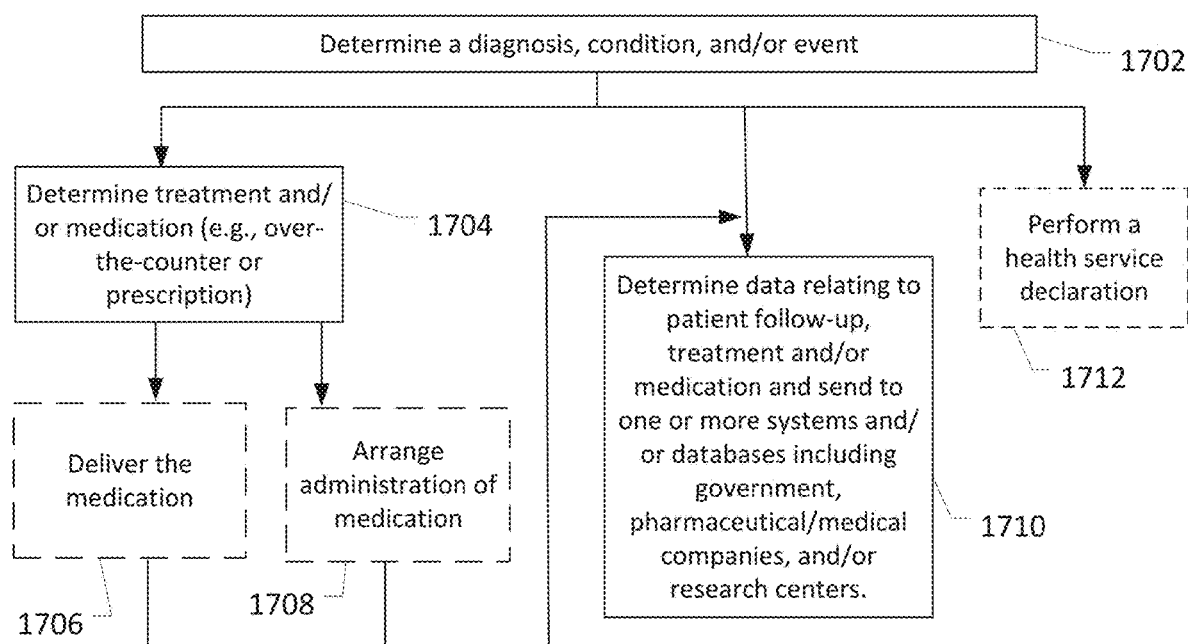 Determine a diagnosis, condition, and/or event
1702
Determine treatment and/
or medication (e.g., over-
the-counter or
prescription)
1704
Perform a
health service
declaration
1712
Determine data relating to
patient follow-up,
treatment and/or
medication and send to
one or more systems and/
or databases including
government,
pharmaceutical/medical
companies, and/or
research centers.
1710
Deliver the
medication
1706
Arrange
administration of
medication
1708